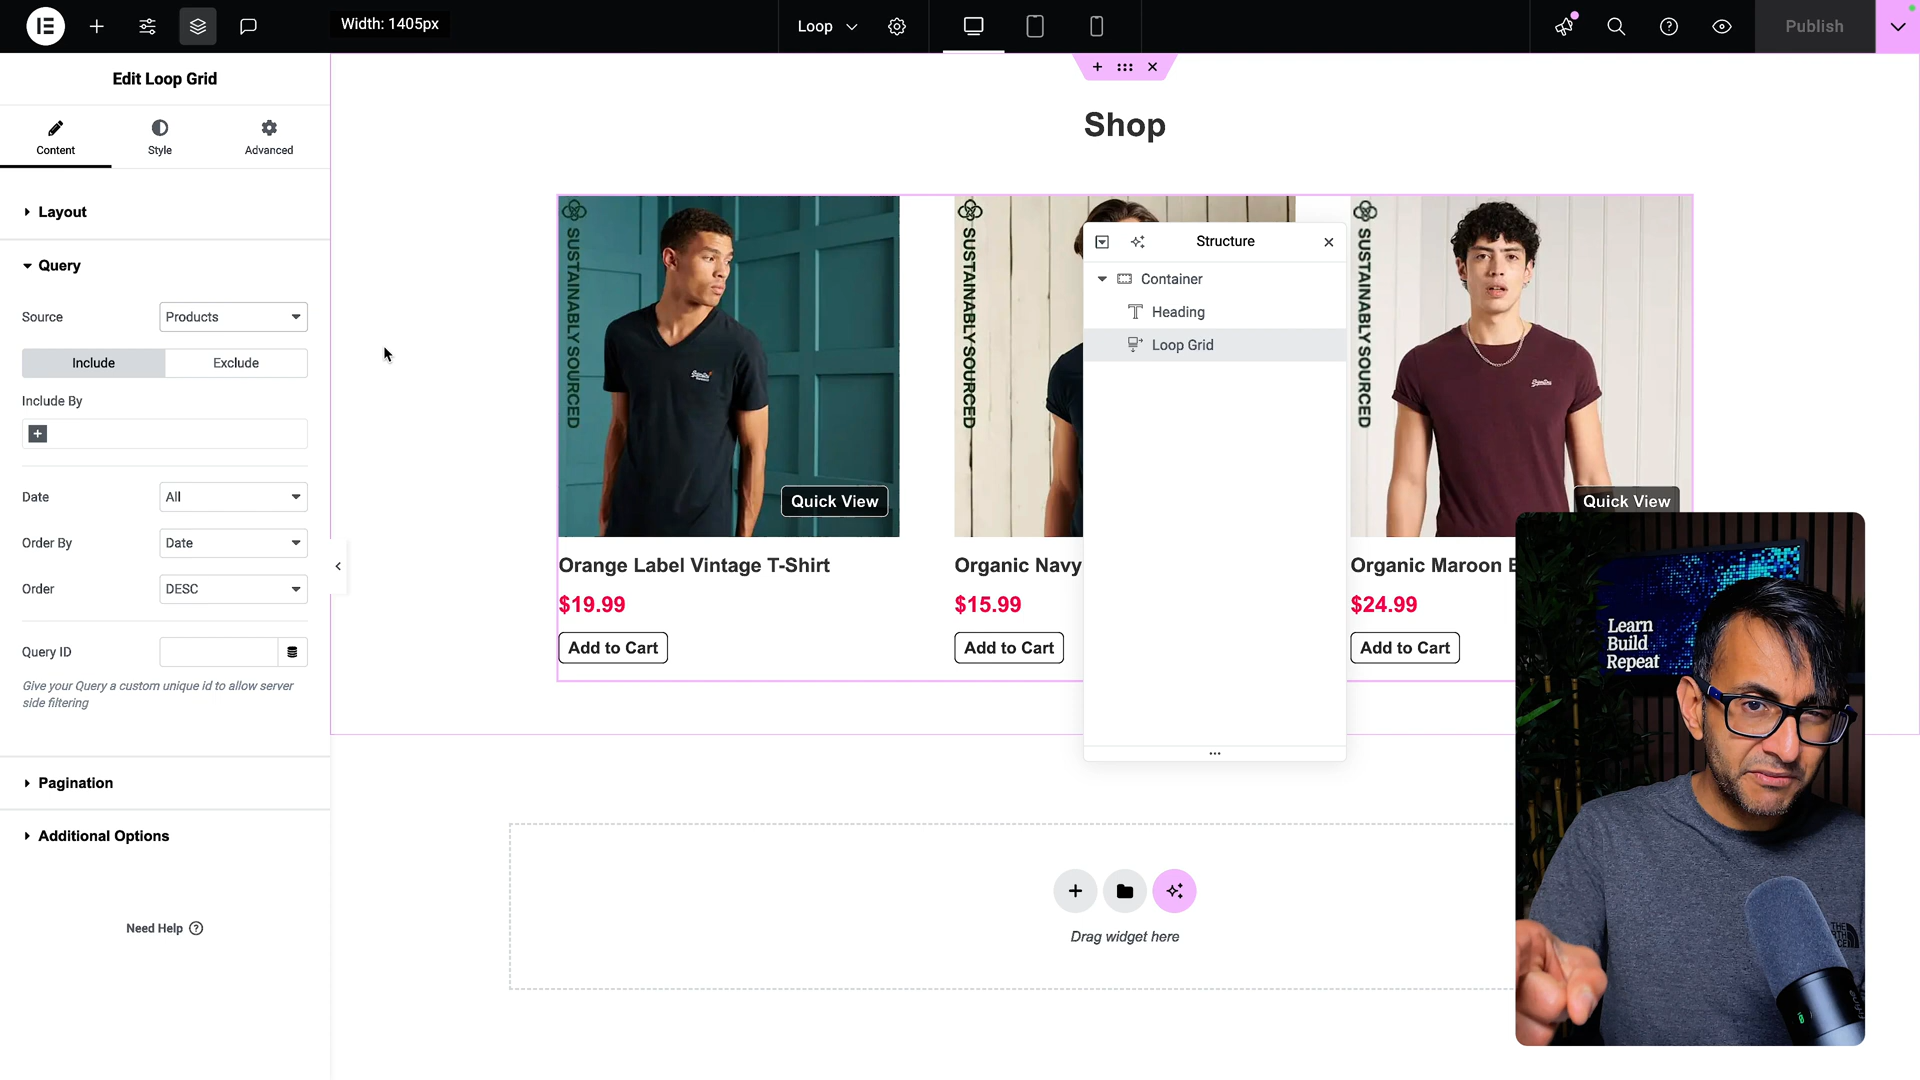 Width: 1405px
Loop
Publish
Edit Loop Grid
Content
Style
Advanced
Layout
Query
Source
Products
Include
Exclude
Include By
Date
All
Order By
Date
Order
DESC
Query ID
Give your Query a custom unique id to allow server
side filtering
Pagination
Additional Options
Need Help
Shop
SUSTAINABLY SOURCED
Quick View
Orange Label Vintage T-Shirt
$19.99
Add to Cart
SUSTAINABLY SOURCED
Organic Navy
$15.99
Add to Cart
Structure
Container
Heading
Loop Grid
SUSTAINABLY SOURCED
Quick View
Organic Maroon
$24.99
Add to Cart
Drag widget here
Learn
Build
Repeat
THE
NORTH